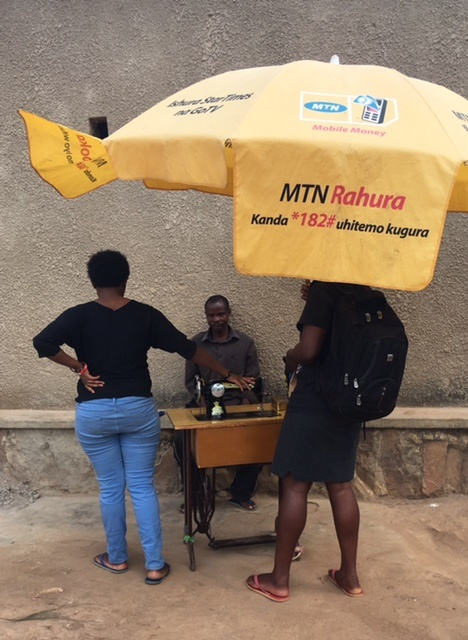 Ishura StarTimes
na GoTV
MTN
Mobile Money
MTN Rahura
Kanda *182# uhitemo kugura